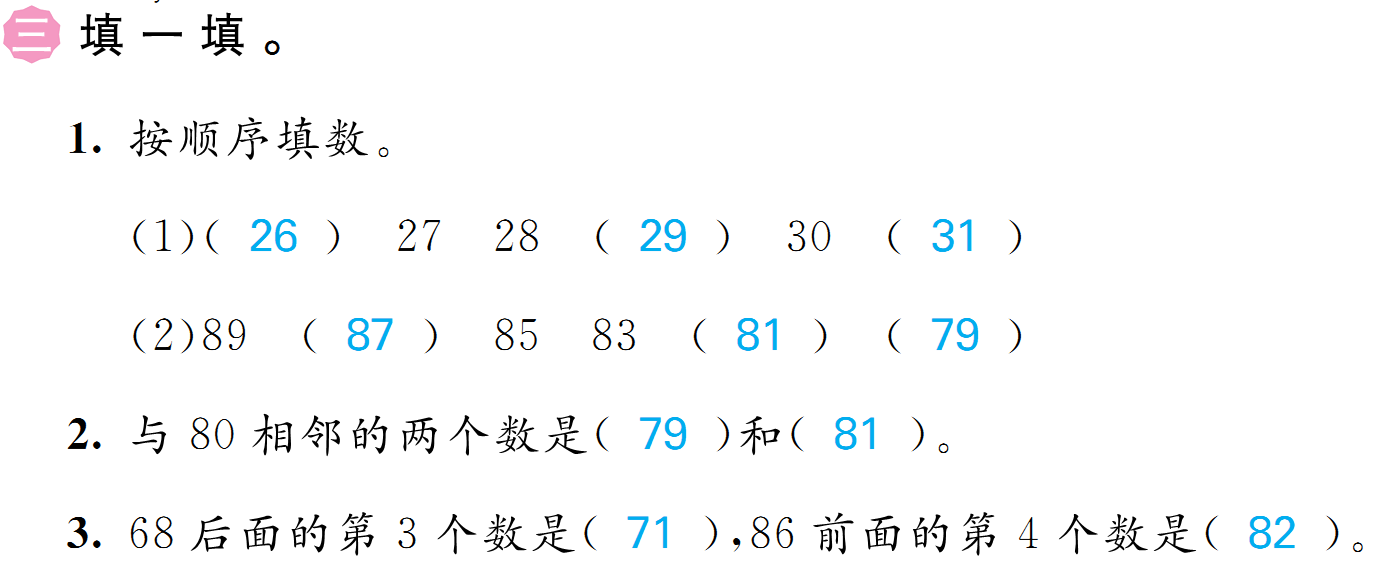 三 填一填。
1. 按顺序填数。
(1)( 26 ) 27 28 ( 29 ) 30 ( 31 )
(2)89 ( 87 ) 85 83 ( 81 ) ( 79 )
2. 与 80 相邻的两个数是( 79 )和( 81 )。
3. 68 后面的第 3 个数是( 71 ),86 前面的第 4 个数是( 82 )。